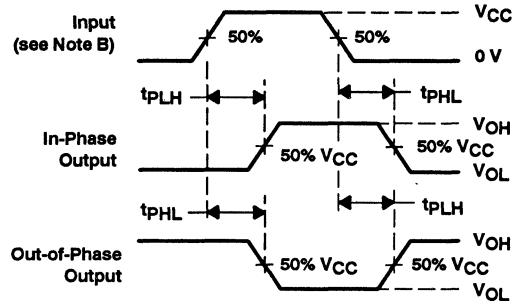 Input
(see Note B)
50%
50%
VCC
0 V
tPLH
tPHL
In-Phase
Output
50% VCC
50% VCC
VOH
VOL
tPHL
tPLH
Out-of-Phase
Output
50% VCC
50% VCC
VOH
VOL